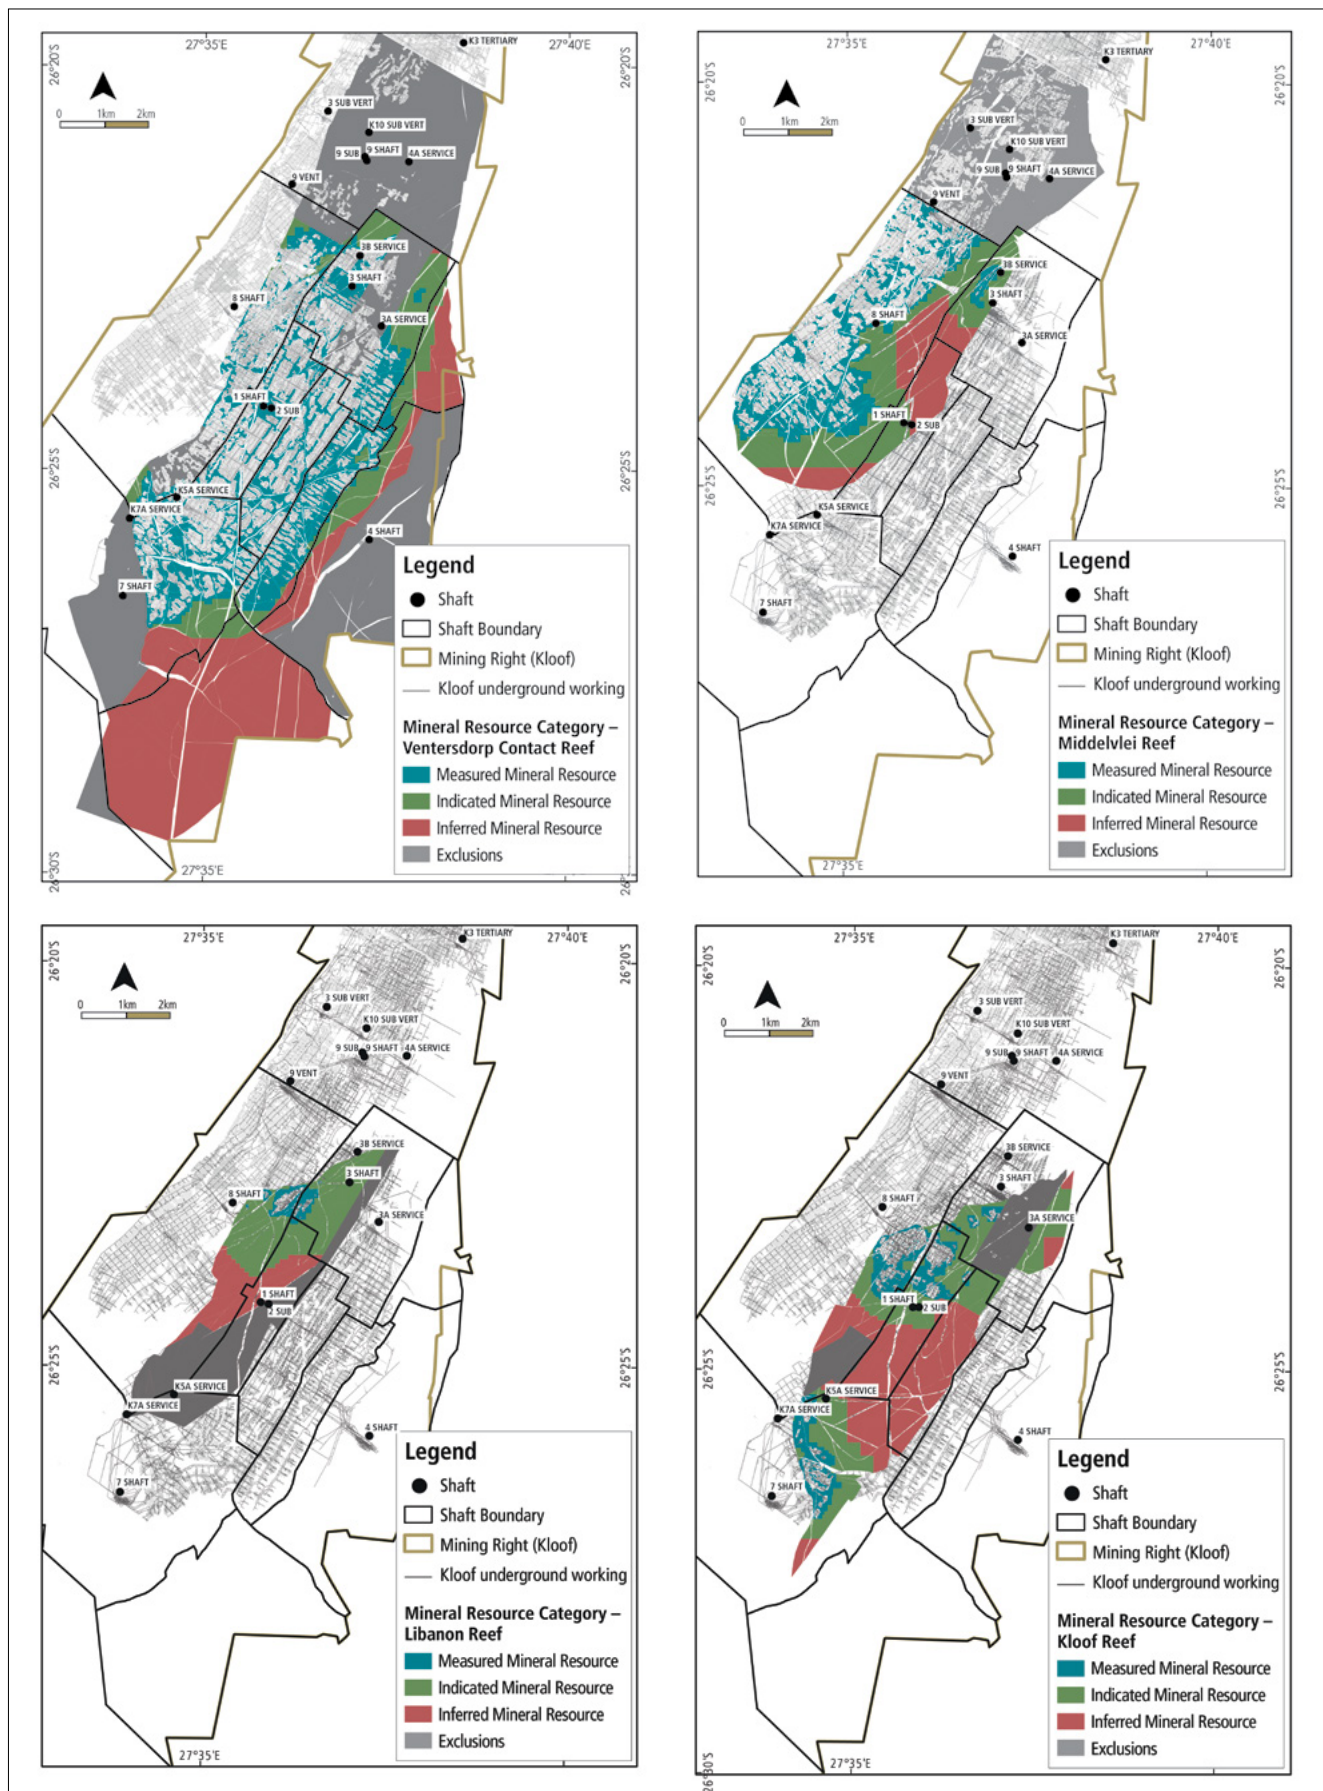 27°35'E
27°40'E
26°20'S
26°20'S
K3 TERTIARY
0 1km 2km
3 SUB VERT
K10 SUB VERT
9 SUB
9 SHAFT
4A SERVICE
9 VENT
3B SERVICE
3 SHAFT
8 SHAFT
3A SERVICE
1 SHAFT
2 SUB
26°25'S
26°25'S
K5A SERVICE
K7A SERVICE
4 SHAFT
7 SHAFT
Legend
Shaft
Shaft Boundary
Mining Right (Kloof)
Kloof underground working
Mineral Resource Category –
Ventersdorp Contact Reef
Measured Mineral Resource
Indicated Mineral Resource
Inferred Mineral Resource
Exclusions
26°30'S
27°35'E
27°35'E
27°40'E
K3 TERTIARY
26°20'S
26°20'S
0 1km 2km
3 SUB VERT
K10 SUB VERT
9 SUB
9 SHAFT
4A SERVICE
9 VENT
3B SERVICE
3 SHAFT
8 SHAFT
3A SERVICE
1 SHAFT
2 SUB
26°25'S
26°25'S
K5A SERVICE
K7A SERVICE
4 SHAFT
7 SHAFT
Legend
Shaft
Shaft Boundary
Mining Right (Kloof)
Kloof underground working
Mineral Resource Category –
Middelvlei Reef
Measured Mineral Resource
Indicated Mineral Resource
Inferred Mineral Resource
Exclusions
27°35'E
27°35'E
27°40'E
K3 TERTIARY
26°20'S
26°20'S
0 1km 2km
3 SUB VERT
K10 SUB VERT
9 SUB
9 SHAFT
4A SERVICE
9 VENT
3B SERVICE
3 SHAFT
8 SHAFT
3A SERVICE
1 SHAFT
2 SUB
26°25'S
26°25'S
K5A SERVICE
K7A SERVICE
4 SHAFT
7 SHAFT
Legend
Shaft
Shaft Boundary
Mining Right (Kloof)
Kloof underground working
Mineral Resource Category –
Libanon Reef
Measured Mineral Resource
Indicated Mineral Resource
Inferred Mineral Resource
Exclusions
27°35'E
27°35'E
27°40'E
K3 TERTIARY
26°20'S
26°20'S
0 1km 2km
3 SUB VERT
K10 SUB VERT
9 SUB
9 SHAFT
4A SERVICE
9 VENT
3B SERVICE
3 SHAFT
8 SHAFT
3A SERVICE
1 SHAFT
2 SUB
26°25'S
26°25'S
K5A SERVICE
K7A SERVICE
4 SHAFT
7 SHAFT
Legend
Shaft
Shaft Boundary
Mining Right (Kloof)
Kloof underground working
Mineral Resource Category –
Kloof Reef
Measured Mineral Resource
Indicated Mineral Resource
Inferred Mineral Resource
Exclusions
26°30'S
27°35'E